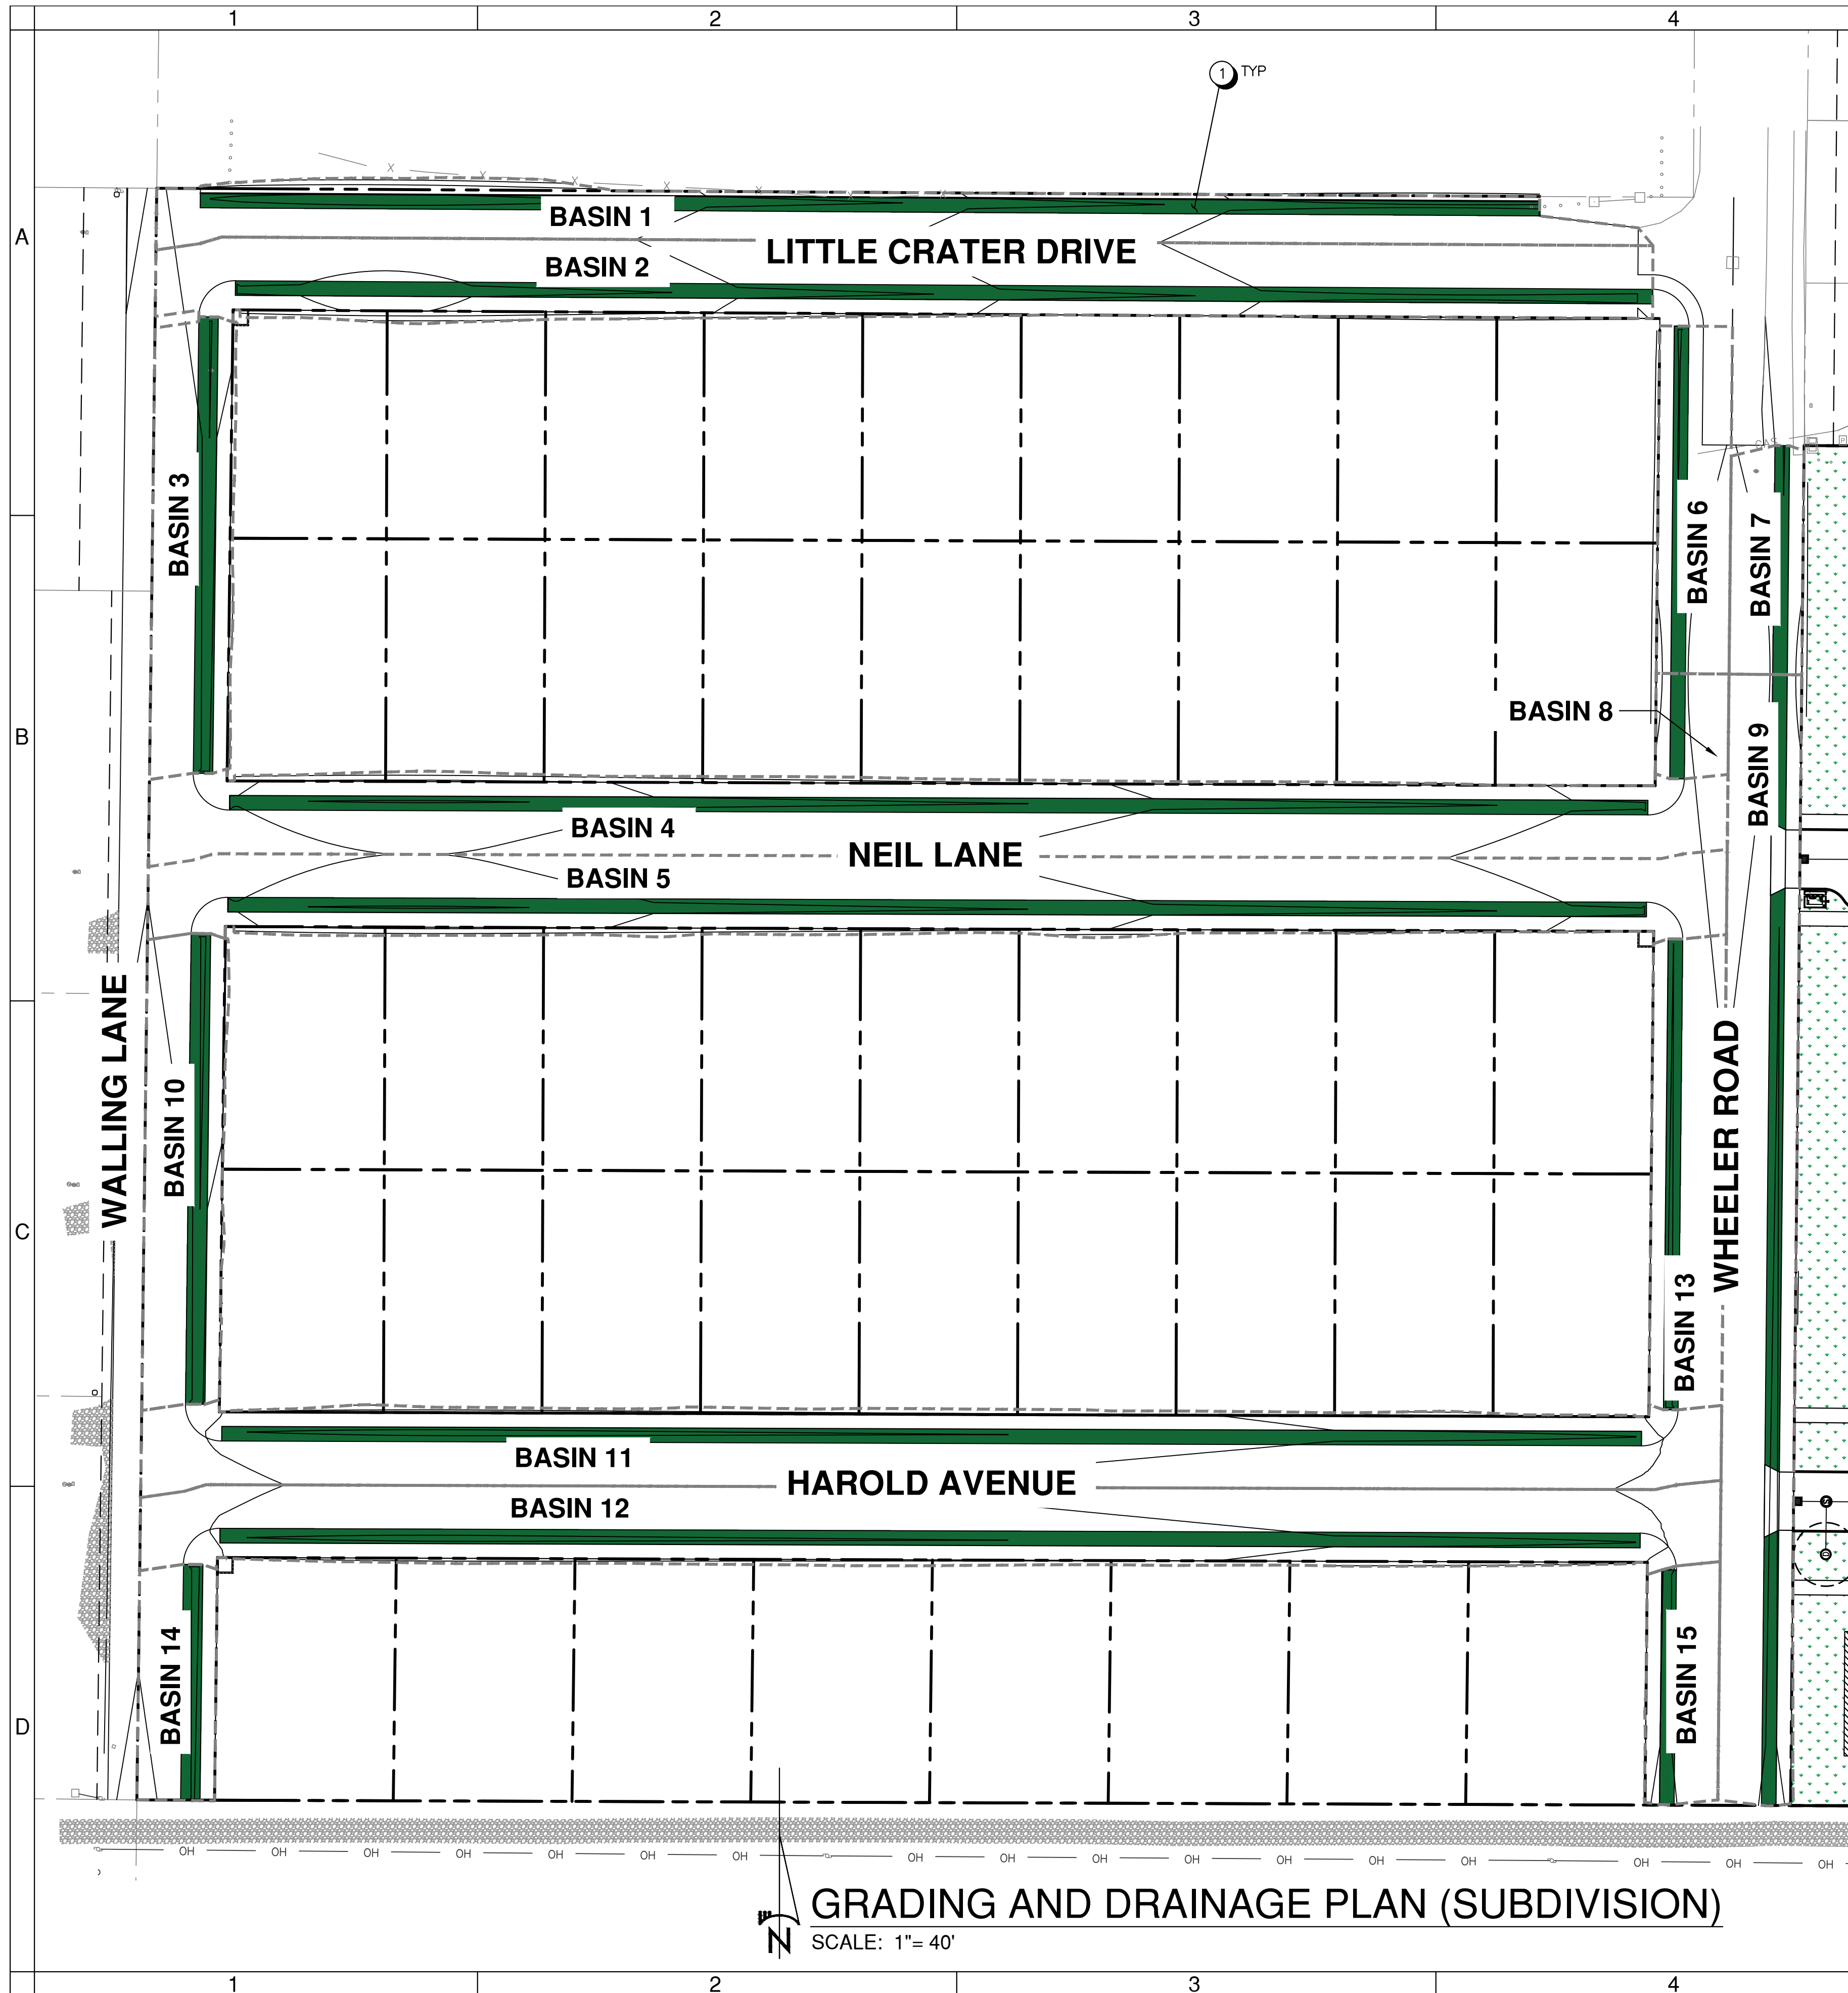 1 2 3 4
1 TYP
X X X X X X X
BASIN 1
A
LITTLE CRATER DRIVE
BASIN 2
GAS
P
BASIN 3
BASIN 6
BASIN 7
BASIN 8
B
BASIN 9
BASIN 4
NEIL LANE
BASIN 5
WALLING LANE
BASIN 10
WHEELER ROAD
C
BASIN 13
BASIN 11
HAROLD AVENUE
BASIN 12
S
D
BASIN 14
BASIN 15
OH OH OH OH OH OH OH OH OH OH OH OH OH OH OH OH OH OH
GRADING AND DRAINAGE PLAN (SUBDIVISION)
N
SCALE: 1"= 40'
1 2 3 4